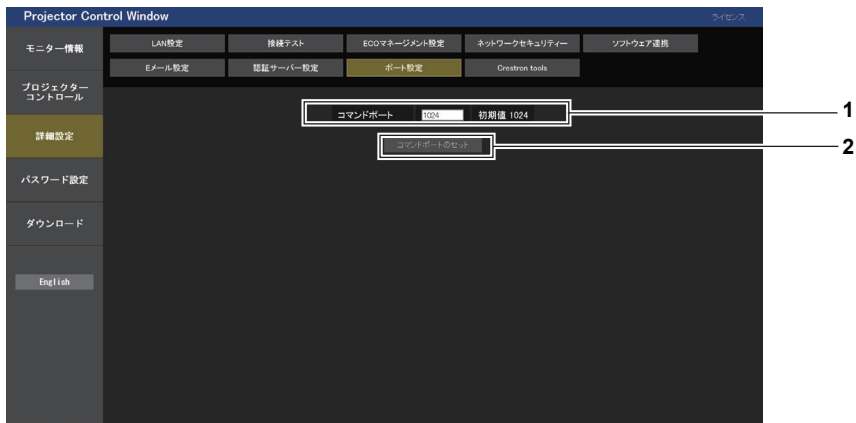 Projector Control Window
ライセンス
モニター情報
プロジェクター
コントロール
詳細設定
パスワード設定
ダウンロード
English
LAN設定
接続テスト
ECOマネージメント設定
ネットワークセキュリティー
ソフトウェア連携
Eメール設定
認証サーバー設定
ポート設定
Crestron tools
コマンドポート 1024 初期値 1024
1
コマンドポートのセット
2